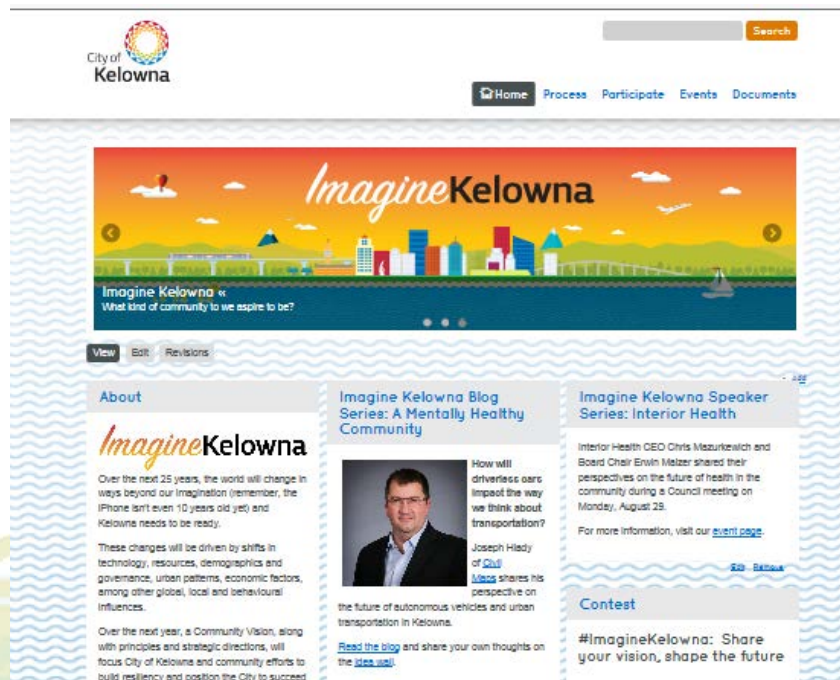 City of
Kelowna
Search
Home Process Participate Events Documents
ImagineKelowna
Imagine Kelowna «
What kind of community to we aspire to be?
View Edit Revisions
Add
About
ImagineKelowna
Over the next 25 years, the world will change in
ways beyond our imagination (remember, the
iPhone isn't even 10 years old yet) and
Kelowna needs to be ready.
These changes will be driven by shifts in
technology, resources, demographics and
governance, urban patterns, economic factors,
among other global, local and behavioural
influences.
Over the next year, a Community Vision, along
with principles and strategic directions, will
focus City of Kelowna and community efforts to
build resiliency and position the City to succeed
Imagine Kelowna Blog
Series: A Mentally Healthy
Community
How will
driverless cars
impact the way
we think about
transportation?
Joseph Hlady
of Civil
Maps shares his
perspective on
the future of autonomous vehicles and urban
transportation in Kelowna.
Read the blog and share your own thoughts on
the idea wall.
Imagine Kelowna Speaker
Series: Interior Health
Interior Health CEO Chris Mazurkewich and
Board Chair Erwin Malzer shared their
perspectives on the future of health in the
community during a Council meeting on
Monday, August 29.
For more information, visit our event page.
Edit Remove
Contest
#ImagineKelowna: Share
your vision, shape the future